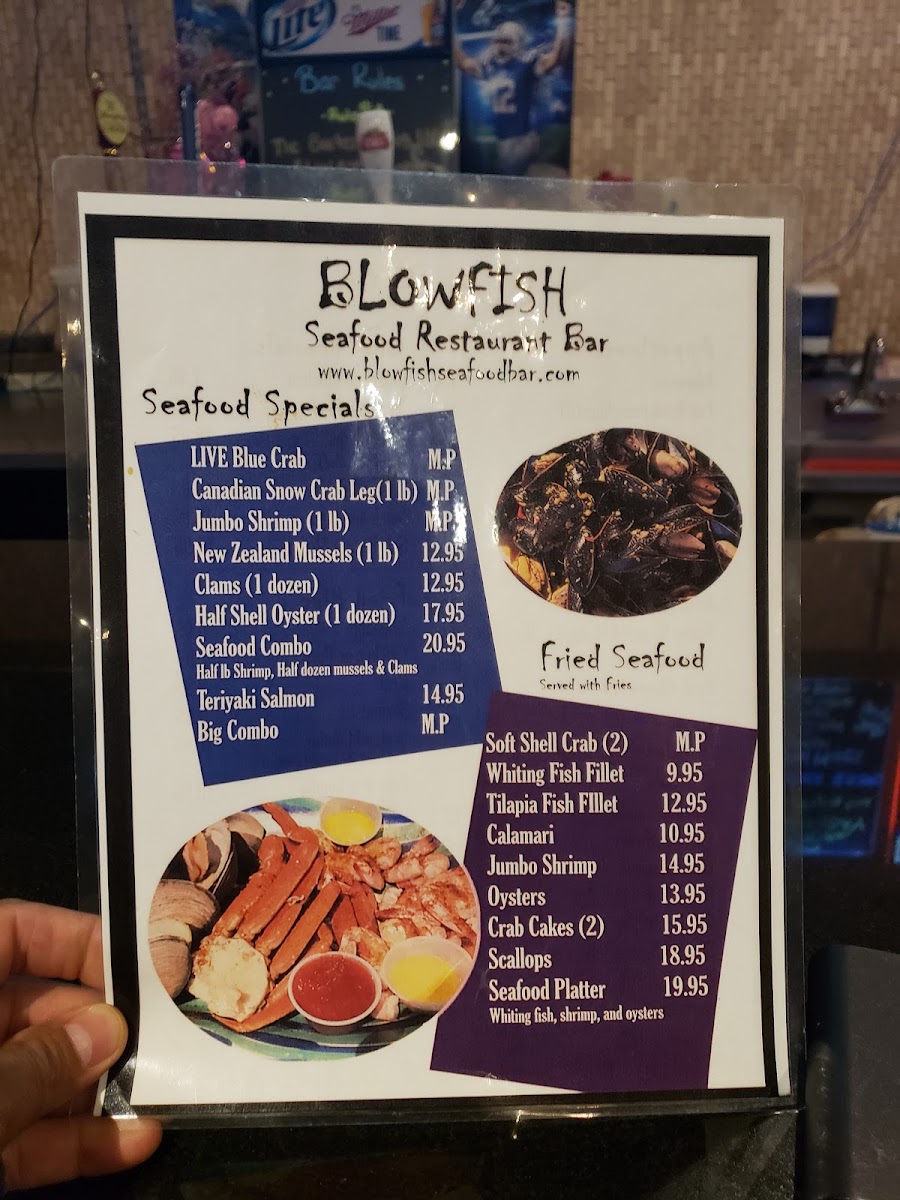 Lite
Miller
TIME
Bar Rules
12
BLOWFISH
Seafood Restaurant Bar
www.blowfishseafoodbar.com
Seafood Specials
LIVE Blue Crab M.P
Canadian Snow Crab Leg(1 lb) M.P
Jumbo Shrimp (1 lb) M.P
New Zealand Mussels (1 lb) 12.95
Clams (1 dozen) 12.95
Half Shell Oyster (1 dozen) 17.95
Seafood Combo 20.95
Half lb Shrimp, Half dozen mussels & Clams
Teriyaki Salmon 14.95
Big Combo M.P
Fried Seafood
Served with Fries
Soft Shell Crab (2) M.P
Whiting Fish Fillet 9.95
Tilapia Fish FIllet 12.95
Calamari 10.95
Jumbo Shrimp 14.95
Oysters 13.95
Crab Cakes (2) 15.95
Scallops 18.95
Seafood Platter 19.95
Whiting fish, shrimp, and oysters